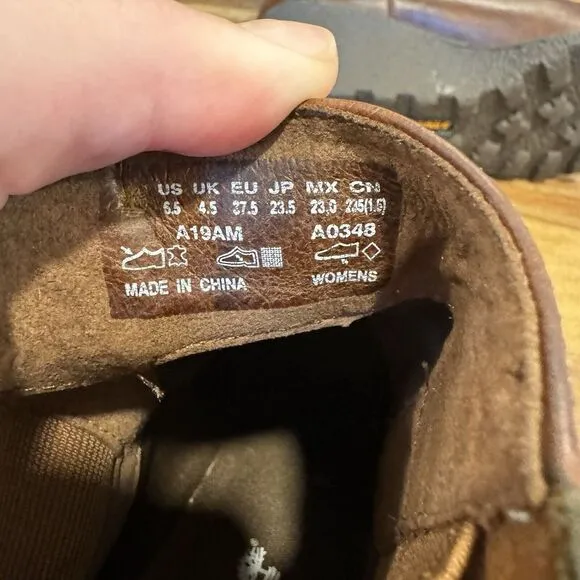 US UK EU JP MX CN
6.5 4.5 37.5 23.5 23.0 235(1.5)
A19AM A0348
MADE IN CHINA WOMENS